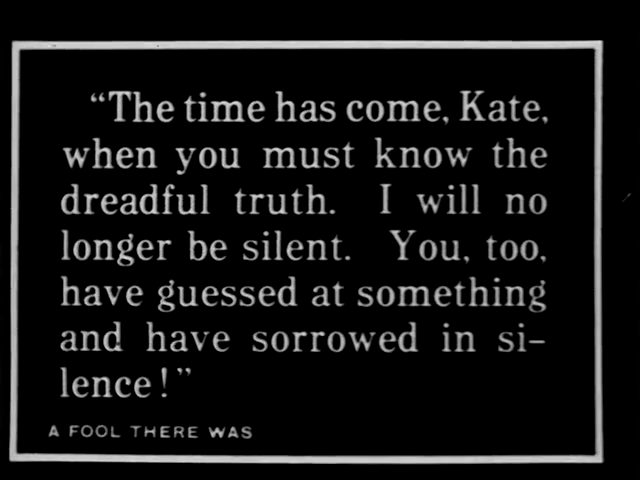 “The time has come, Kate,
when you must know the
dreadful truth. I will no
longer be silent. You, too,
have guessed at something
and have sorrowed in si–
lence!”
A FOOL THERE WAS